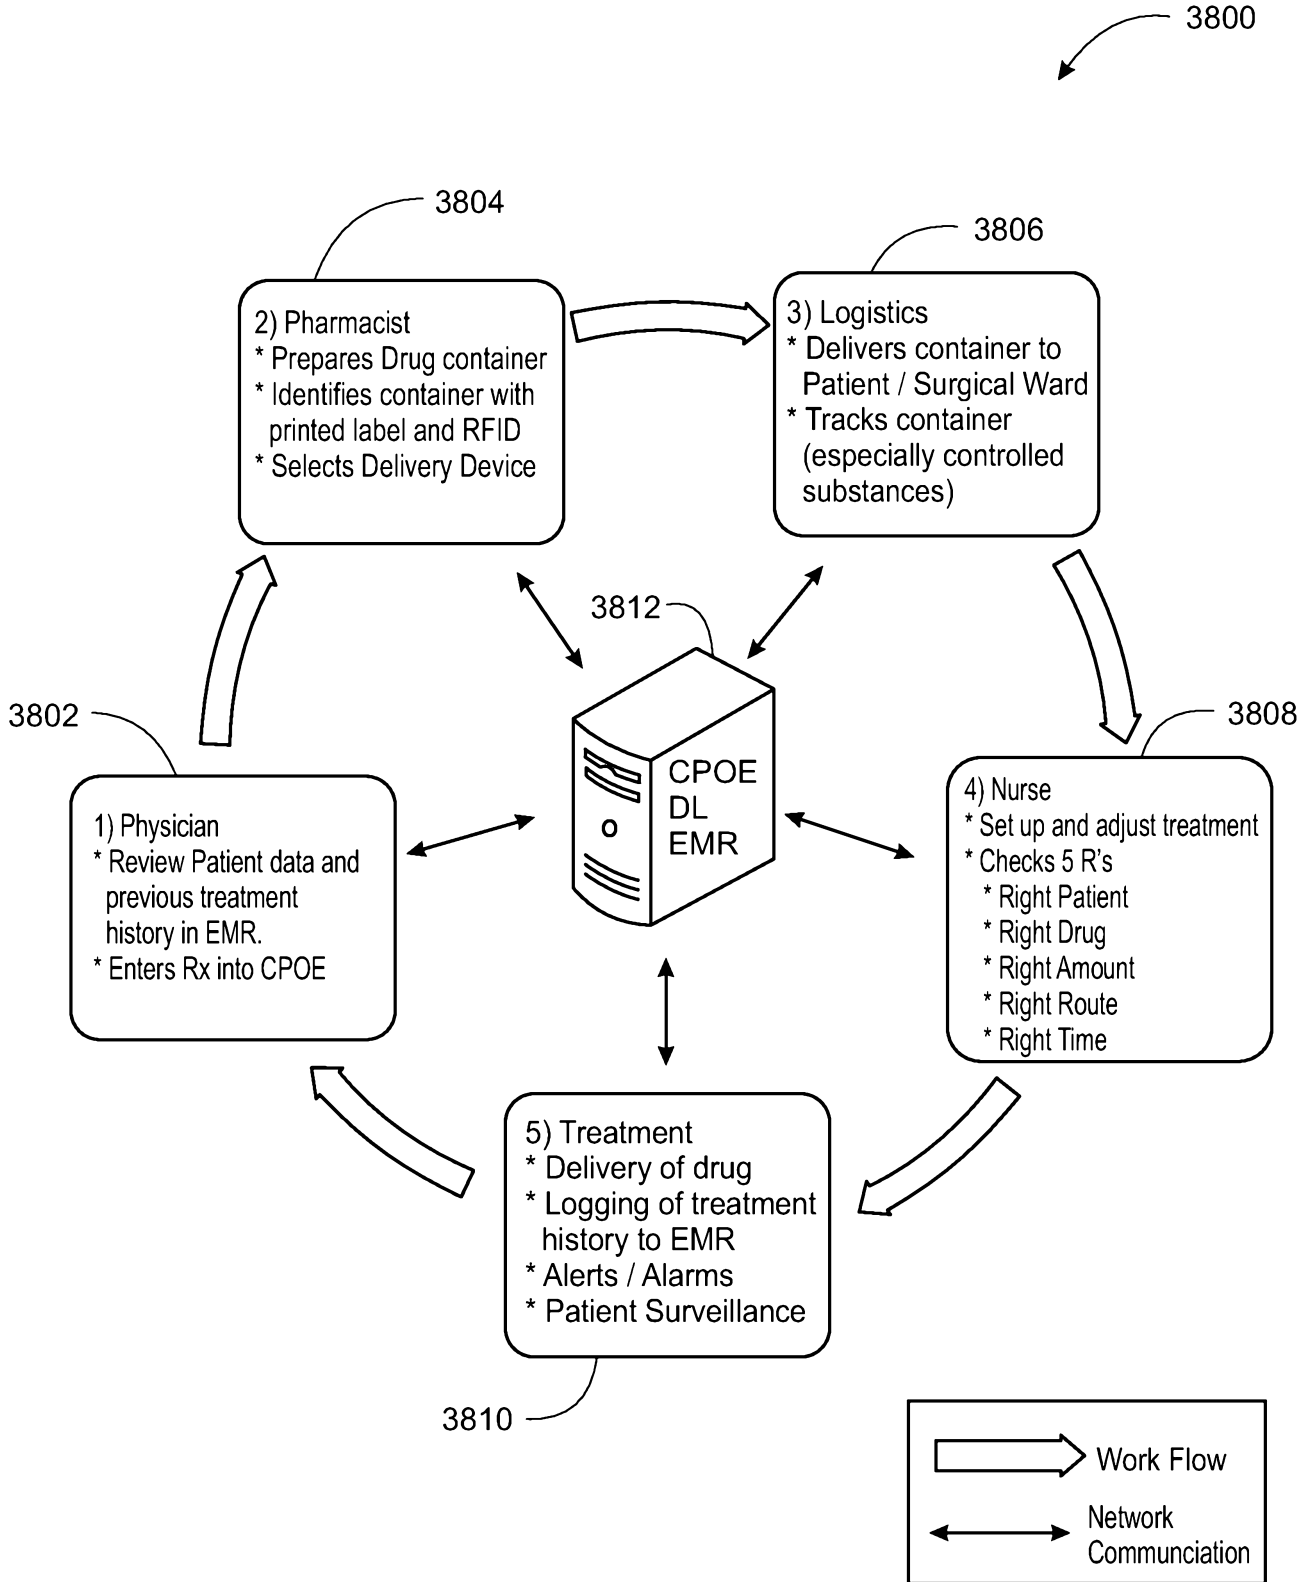 3800
3804
2) Pharmacist
* Prepares Drug container
* Identifies container with
printed label and RFID
* Selects Delivery Device
3806
3) Logistics
* Delivers container to
Patient / Surgical Ward
* Tracks container
(especially controlled
substances)
3812
CPOE
DL
EMR
3802
1) Physician
* Review Patient data and
previous treatment
history in EMR.
* Enters Rx into CPOE
3808
4) Nurse
* Set up and adjust treatment
* Checks 5 R's
* Right Patient
* Right Drug
* Right Amount
* Right Route
* Right Time
5) Treatment
* Delivery of drug
* Logging of treatment
history to EMR
* Alerts / Alarms
* Patient Surveillance
3810
Work Flow
Network
Communciation